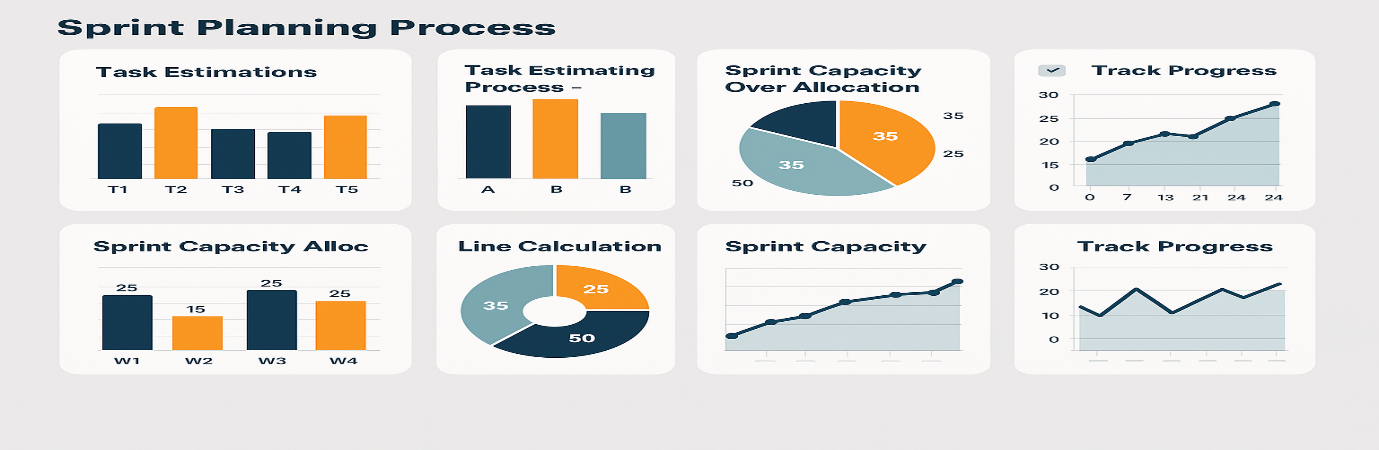 Sprint Planning Process
Task Estimations
T1 T2 T3 T4 T5
Task Estimating
Process –
A B B
Sprint Capacity
Over Allocation
35
35
25
35
50
Track Progress
30
25
20
15
0
0 7 13 21 24 24
Sprint Capacity Alloc
25 15 25 25
W1 W2 W3 W4
Line Calculation
35 25
50
Sprint Capacity
Track Progress
30
20
10
0